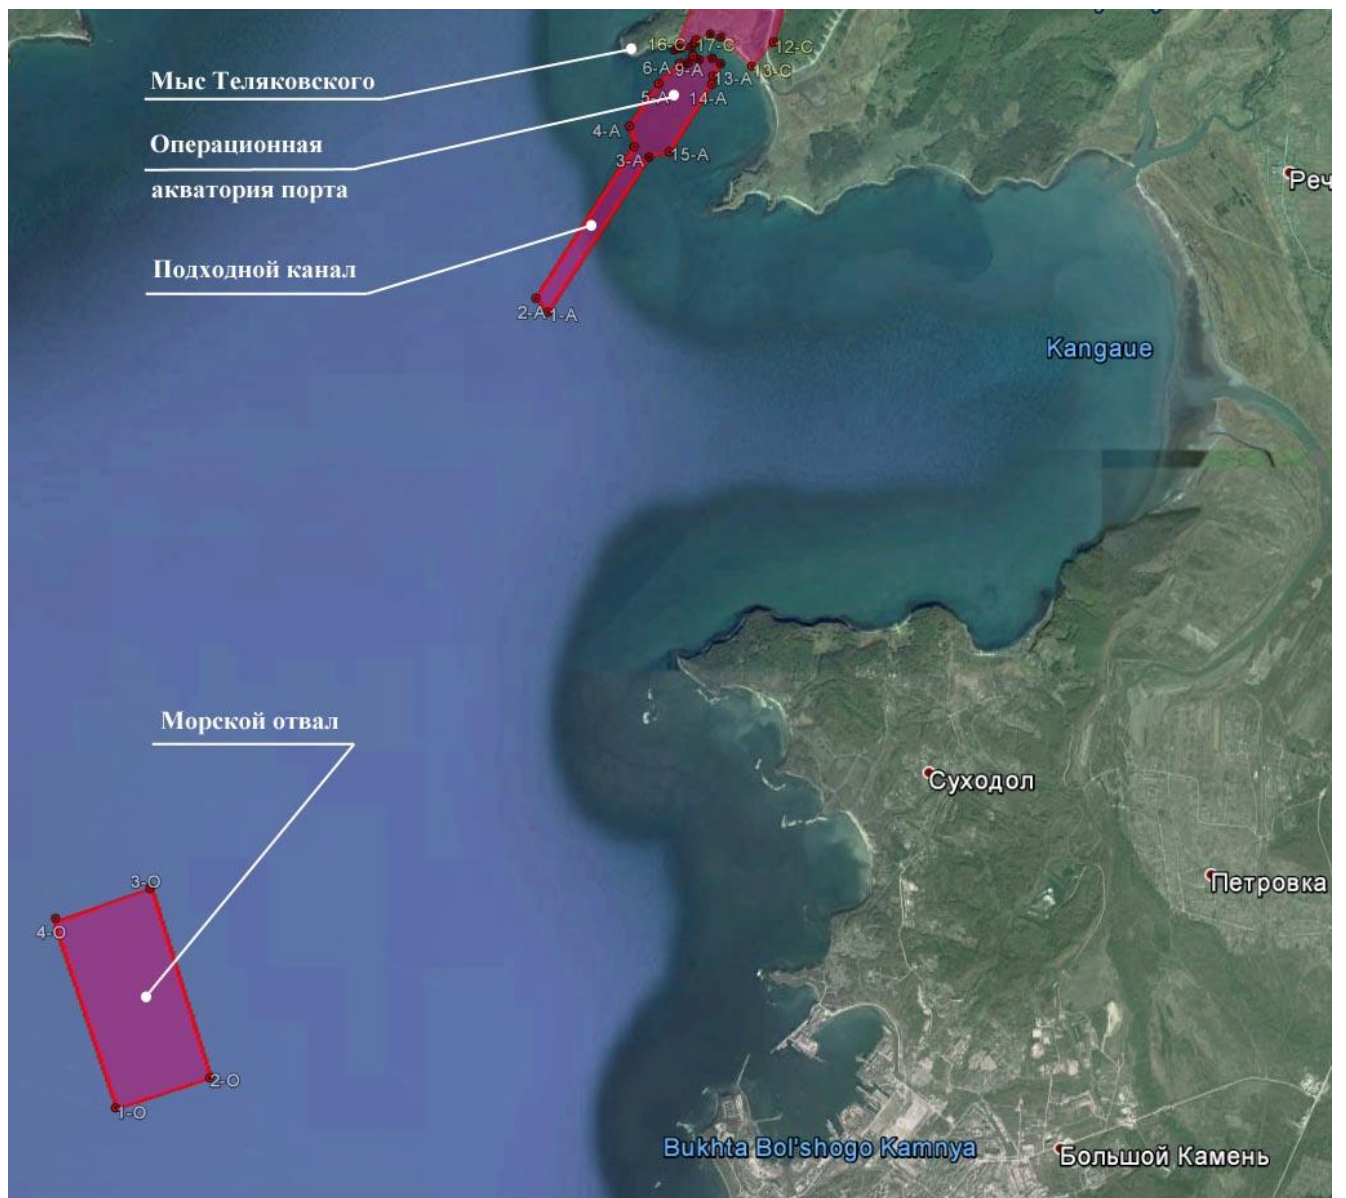 16-C
17-C
12-C
Мыс Теляковского
6-A
9-A
13-C
13-A
5-A
14-A
Операционная
4-A
3-A
15-A
акватория порта
Подходной канал
2-A
1-A
Kangaue
Морской отвал
Суходол
3-O
Петровка
4-O
2-O
1-O
Bukhta Bol'shogo Kamnya
Большой Камень